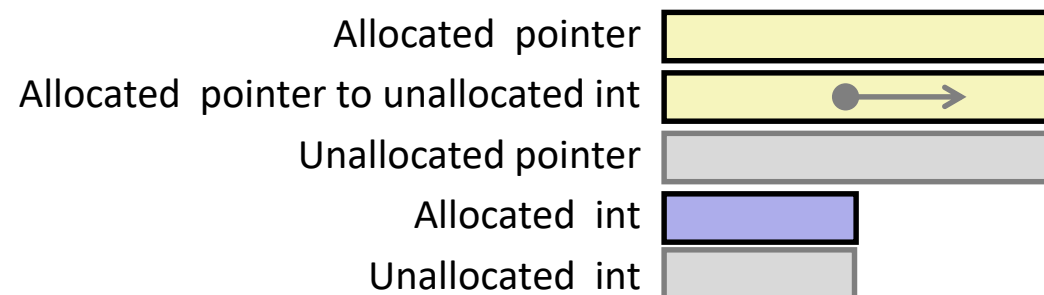 Allocated pointer
Allocated pointer to unallocated int
Unallocated pointer
Allocated int
Unallocated int